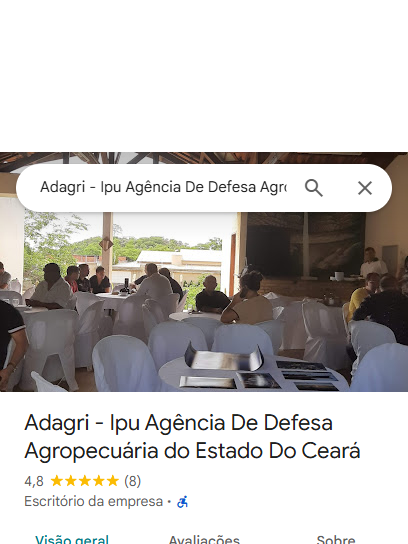 Adagri - Ipu Agência De Defesa Agro
Adagri - Ipu Agência De Defesa
Agropecuária do Estado Do Ceará
4,8 (8)
Escritório da empresa •
Visão geral Avaliações Sobre